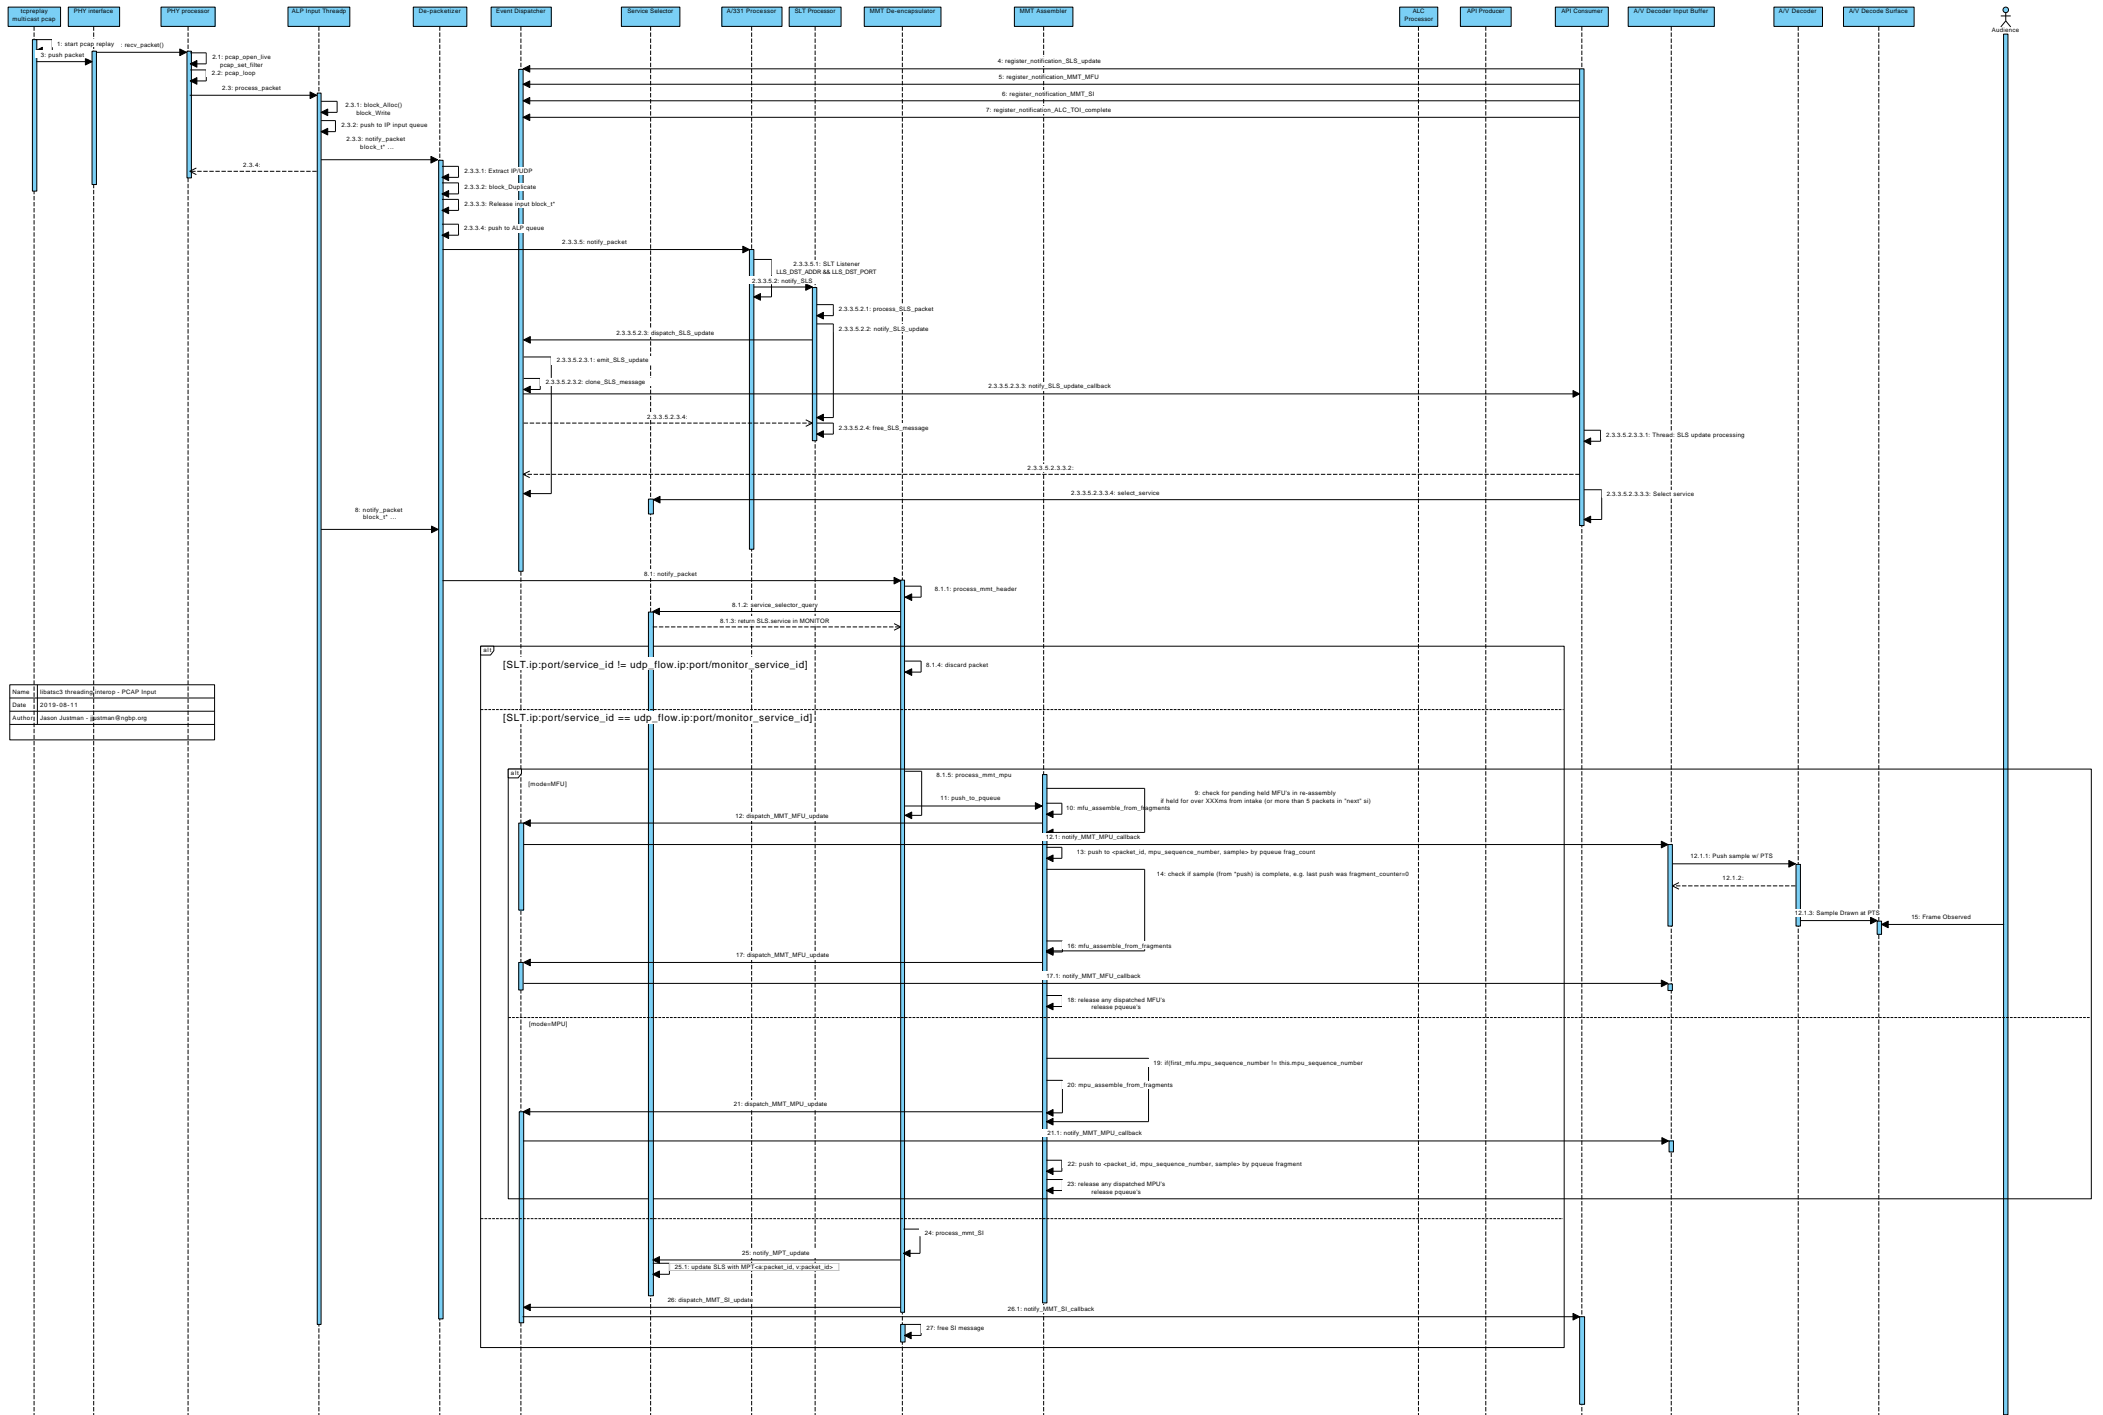 tcpreplay
multicast pcap
PHY interface
PHY processor
ALP Input Threadp
De-packetizer
Event Dispatcher
Service Selector
A/331 Processor
SLT Processor
MMT De-encapsulator
MMT Assembler
ALC
Processor
API Producer
API Consumer
A/V Decoder Input Buffer
A/V Decoder
A/V Decode Surface
Audience
1: start pcap replay
: recv_packet()
3: push packet
2.1: pcap_open_live
pcap_set_filter
2.2: pcap_loop
4: register_notification_SLS_update
5: register_notification_MMT_MFU
2.3: process_packet
6: register_notification_MMT_SI
2.3.1: block_Alloc()
block_Write
7: register_notification_ALC_TOI_complete
2.3.2: push to IP input queue
2.3.3: notify_packet
block_t* ...
2.3.4:
2.3.3.1: Extract IP/UDP
2.3.3.2: block_Duplicate
2.3.3.3: Release input block_t*
2.3.3.4: push to ALP queue
2.3.3.5: notify_packet
2.3.3.5.1: SLT Listener
LLS_DST_ADDR && LLS_DST_PORT
2.3.3.5.2: notify_SLS
2.3.3.5.2.1: process_SLS_packet
2.3.3.5.2.2: notify_SLS_update
2.3.3.5.2.3: dispatch_SLS_update
2.3.3.5.2.3.1: emit_SLS_update
2.3.3.5.2.3.2: clone_SLS_message
2.3.3.5.2.3.3: notify_SLS_update_callback
2.3.3.5.2.3.4:
2.3.3.5.2.4: free_SLS_message
2.3.3.5.2.3.3.1: Thread: SLS update processing
2.3.3.5.2.3.3.2:
2.3.3.5.2.3.3.4: select_service
2.3.3.5.2.3.3.3: Select service
8: notify_packet
block_t* ....
8.1: notify_packet
8.1.1: process_mmt_header
8.1.2: service_selector_query
8.1.3: return SLS.service in MONITOR
alt
[SLT.ip:port/service_id != udp_flow.ip:port/monitor_service_id]
8.1.4: discard packet
Name libatsc3 threading interop - PCAP Input
Date 2019-08-11
Author Jason Justman - jjustman@ngbp.org
[SLT.ip:port/service_id == udp_flow.ip:port/monitor_service_id]
alt
[mode=MFU]
8.1.5: process_mmt_mpu
9: check for pending held MFU's in re-assembly
if held for over XXXms from intake (or more than 5 packets in "next" si)
11: push_to_pqueue
10: mfu_assemble_from_fragments
12: dispatch_MMT_MFU_update
12.1: notify_MMT_MPU_callback
13: push to <packet_id, mpu_sequence_number, sample> by pqueue frag_count
12.1.1: Push sample w/ PTS
14: check if sample (from *push) is complete, e.g. last push was fragment_counter=0
12.1.2:
12.1.3: Sample Drawn at PTS
15: Frame Observed
16: mfu_assemble_from_fragments
17: dispatch_MMT_MFU_update
17.1: notify_MMT_MFU_callback
18: release any dispatched MFU's
release pqueue's
[mode=MPU]
19: if(first_mfu.mpu_sequence_number != this.mpu_sequence_number
20: mpu_assemble_from_fragments
21: dispatch_MMT_MPU_update
21.1: notify_MMT_MPU_callback
22: push to <packet_id, mpu_sequence_number, sample> by pqueue fragment
23: release any dispatched MPU's
release pqueue's
24: process_mmt_SI
25: notify_MPT_update
25.1: update SLS with MPT<a:packet_id, v:packet_id>
26: dispatch_MMT_SI_update
26.1: notify_MMT_SI_callback
27: free SI message